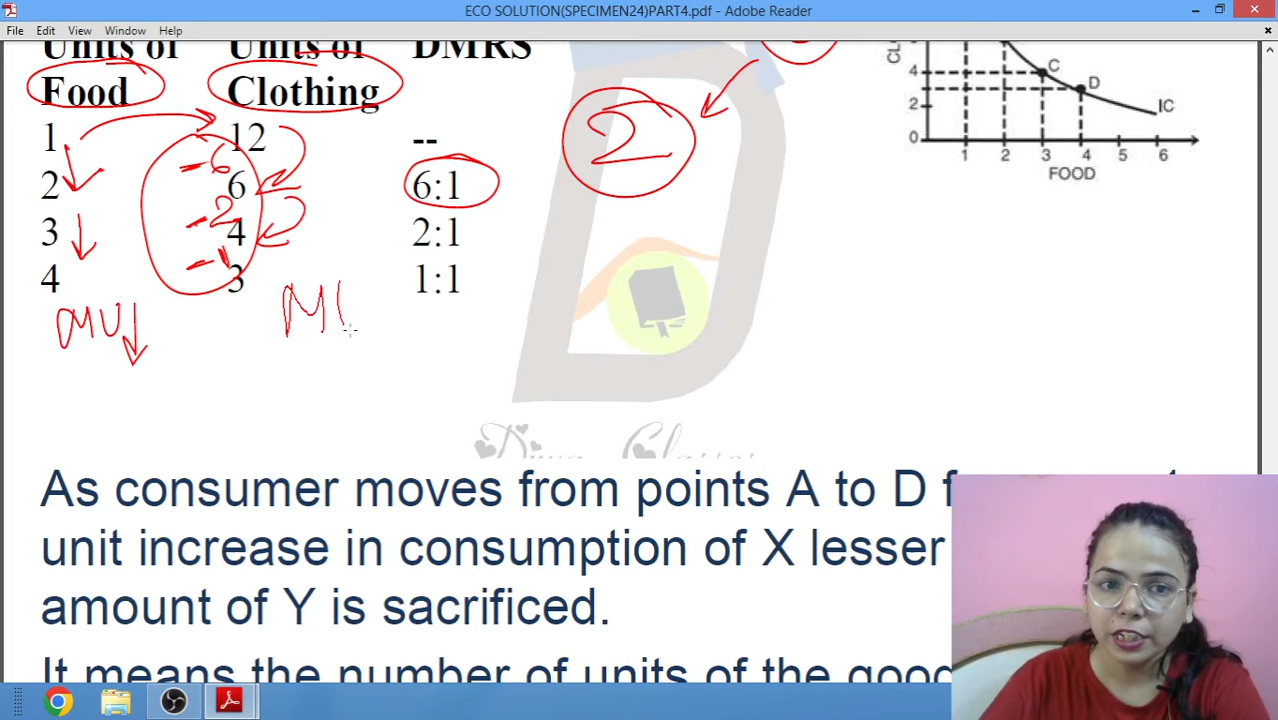 ECO SOLUTION(SPECIMEN24)PART4.pdf - Adobe Reader
File Edit View Window Help
Units of Units of DMRS
Food Clothing
1 12 --
2 6 6:1
3 4 2:1
4 3 1:1
-6
-2
-1
MU
M
2
4
2
0
C
D
IC
1 2 3 4 5 6
FOOD
As consumer moves from points A to D
unit increase in consumption of X lesser
amount of Y is sacrificed.
It means the number of units of the good